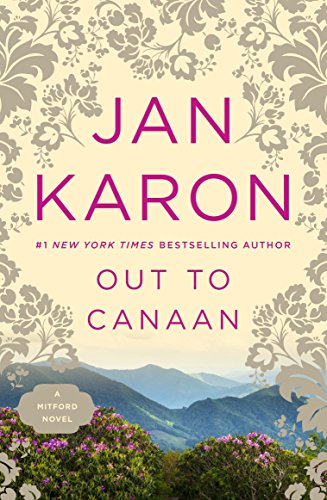 JAN
KARON
#1 NEW YORK TIMES BESTSELLING AUTHOR
OUT TO
CANAAN
A
MITFORD
NOVEL